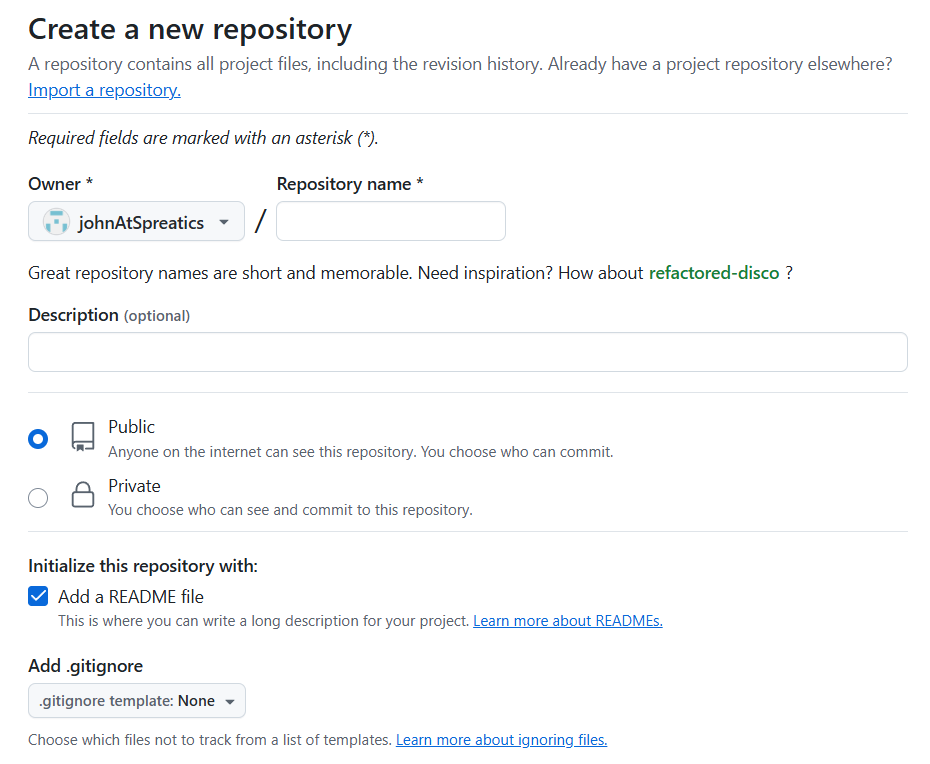 Create a new repository
A repository contains all project files, including the revision history. Already have a project repository elsewhere?
Import a repository.
Required fields are marked with an asterisk (*).
Owner * Repository name *
johnAtSpreatics /
Great repository names are short and memorable. Need inspiration? How about refactored-disco ?
Description (optional)
Public
Anyone on the internet can see this repository. You choose who can commit.
Private
You choose who can see and commit to this repository.
Initialize this repository with:
Add a README file
This is where you can write a long description for your project. Learn more about READMEs.
Add .gitignore
.gitignore template: None
Choose which files not to track from a list of templates. Learn more about ignoring files.